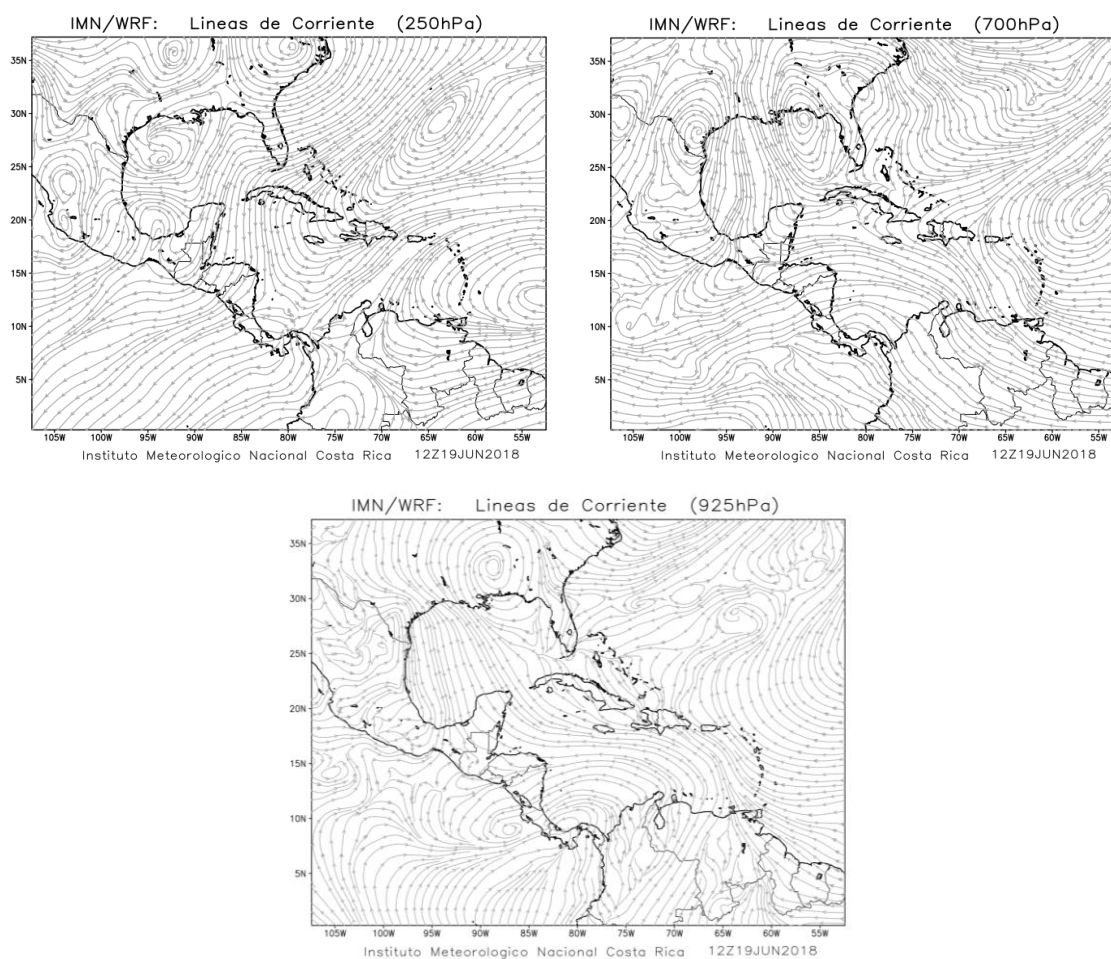 IMN/WRF: Lineas de Corriente (250hPa)
35N
30N
25N
20N
15N
10N
5N
105W 100W 95W 90W 85W 80W 75W 70W 65W 60W 55W
Instituto Meteorologico Nacional Costa Rica 12Z19JUN2018
IMN/WRF: Lineas de Corriente (700hPa)
35N
30N
25N
20N
15N
10N
5N
105W 100W 95W 90W 85W 80W 75W 70W 65W 60W 55W
Instituto Meteorologico Nacional Costa Rica 12Z19JUN2018
IMN/WRF: Lineas de Corriente (925hPa)
35N
30N
25N
20N
15N
10N
5N
105W 100W 95W 90W 85W 80W 75W 70W 65W 60W 55W
Instituto Meteorologico Nacional Costa Rica 12Z19JUN2018